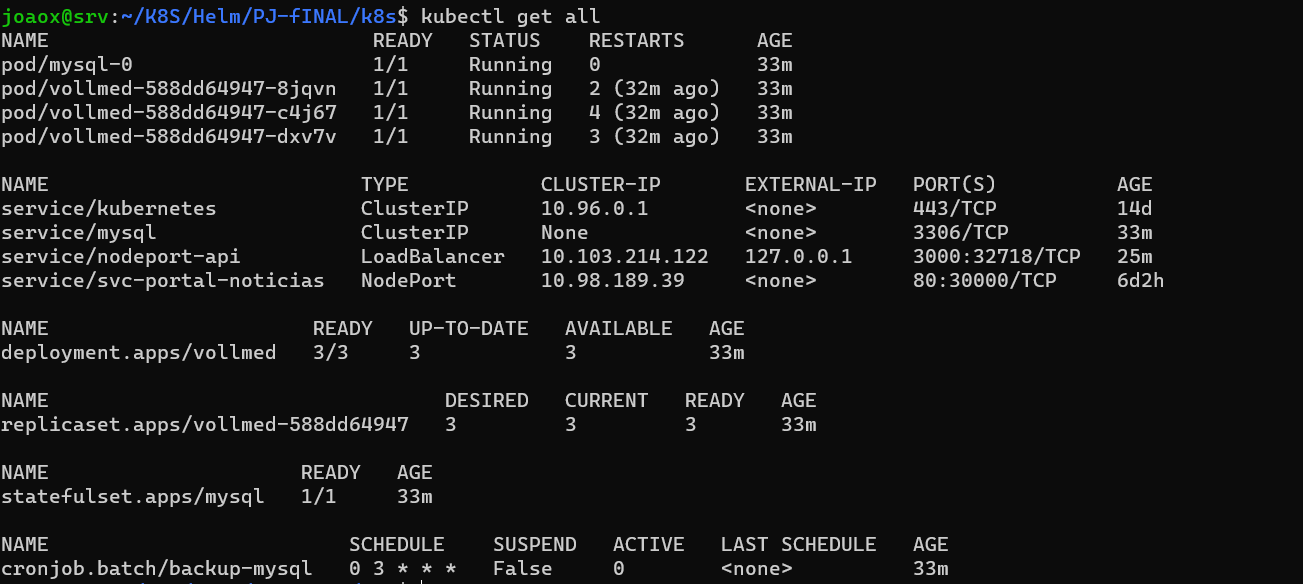 joaox@srv:~/K8S/Helm/PJ-fINAL/k8s$ kubectl get all
NAME                           READY   STATUS    RESTARTS      AGE
pod/mysql-0                    1/1     Running   0             33m
pod/vollmed-588dd64947-8jqvn   1/1     Running   2 (32m ago)   33m
pod/vollmed-588dd64947-c4j67   1/1     Running   4 (32m ago)   33m
pod/vollmed-588dd64947-dxv7v   1/1     Running   3 (32m ago)   33m

NAME                          TYPE           CLUSTER-IP       EXTERNAL-IP   PORT(S)          AGE
service/kubernetes            ClusterIP      10.96.0.1        <none>        443/TCP          14d
service/mysql                 ClusterIP      None             <none>        3306/TCP         33m
service/nodeport-api          LoadBalancer   10.103.214.122   127.0.0.1     3000:32718/TCP   25m
service/svc-portal-noticias   NodePort       10.98.189.39     <none>        80:30000/TCP     6d2h

NAME                      READY   UP-TO-DATE   AVAILABLE   AGE
deployment.apps/vollmed   3/3     3            3           33m

NAME                                 DESIRED   CURRENT   READY   AGE
replicaset.apps/vollmed-588dd64947   3         3         3       33m

NAME                     READY   AGE
statefulset.apps/mysql   1/1     33m

NAME                         SCHEDULE    SUSPEND   ACTIVE   LAST SCHEDULE   AGE
cronjob.batch/backup-mysql   0 3 * * *   False     0        <none>          33m